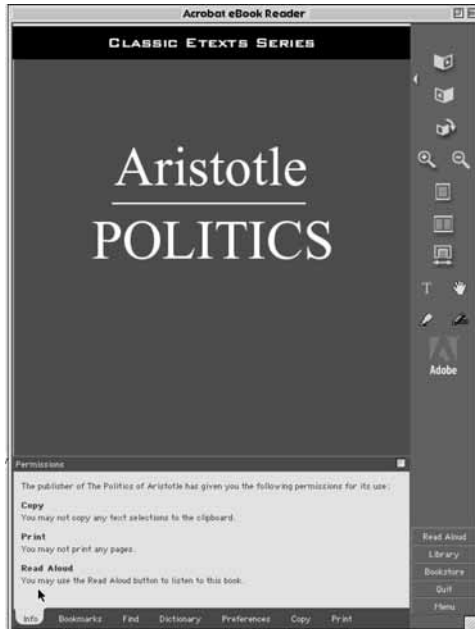 Acrobat eBook Reader
CLASSIC ETEXTS SERIES
Aristotle
POLITICS
T
Adobe
Permissions
The publisher of The Politics of Aristotle has given you the following permissions for its use:
Copy
You may not copy any text selections to the clipboard.
Print
You may not print any pages.
Read Aloud
You may use the Read Aloud button to listen to this book.
Read Aloud
Library
Bookstore
Quit
Menu
Info Bookmarks Find Dictionary Preferences Copy Print